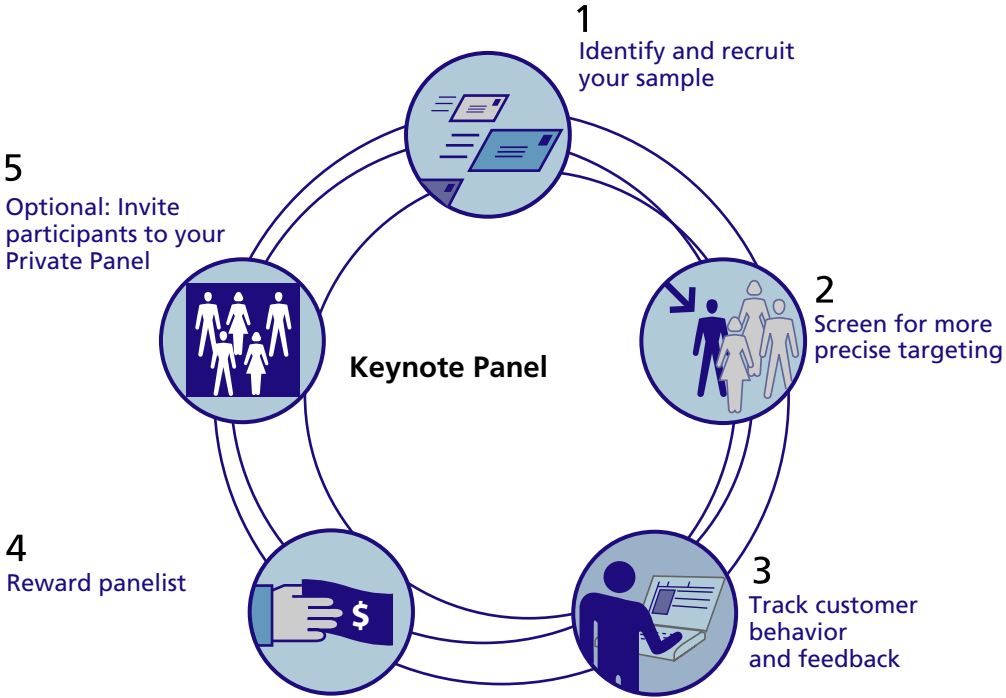 1
Identify and recruit
your sample
2
Screen for more
precise targeting
3
Track customer
behavior
and feedback
4
Reward panelist
$
5
Optional: Invite
participants to your
Private Panel
Keynote Panel